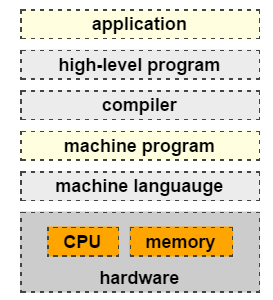 application
high-level program
compiler
machine program
machine languauge
CPU memory
hardware